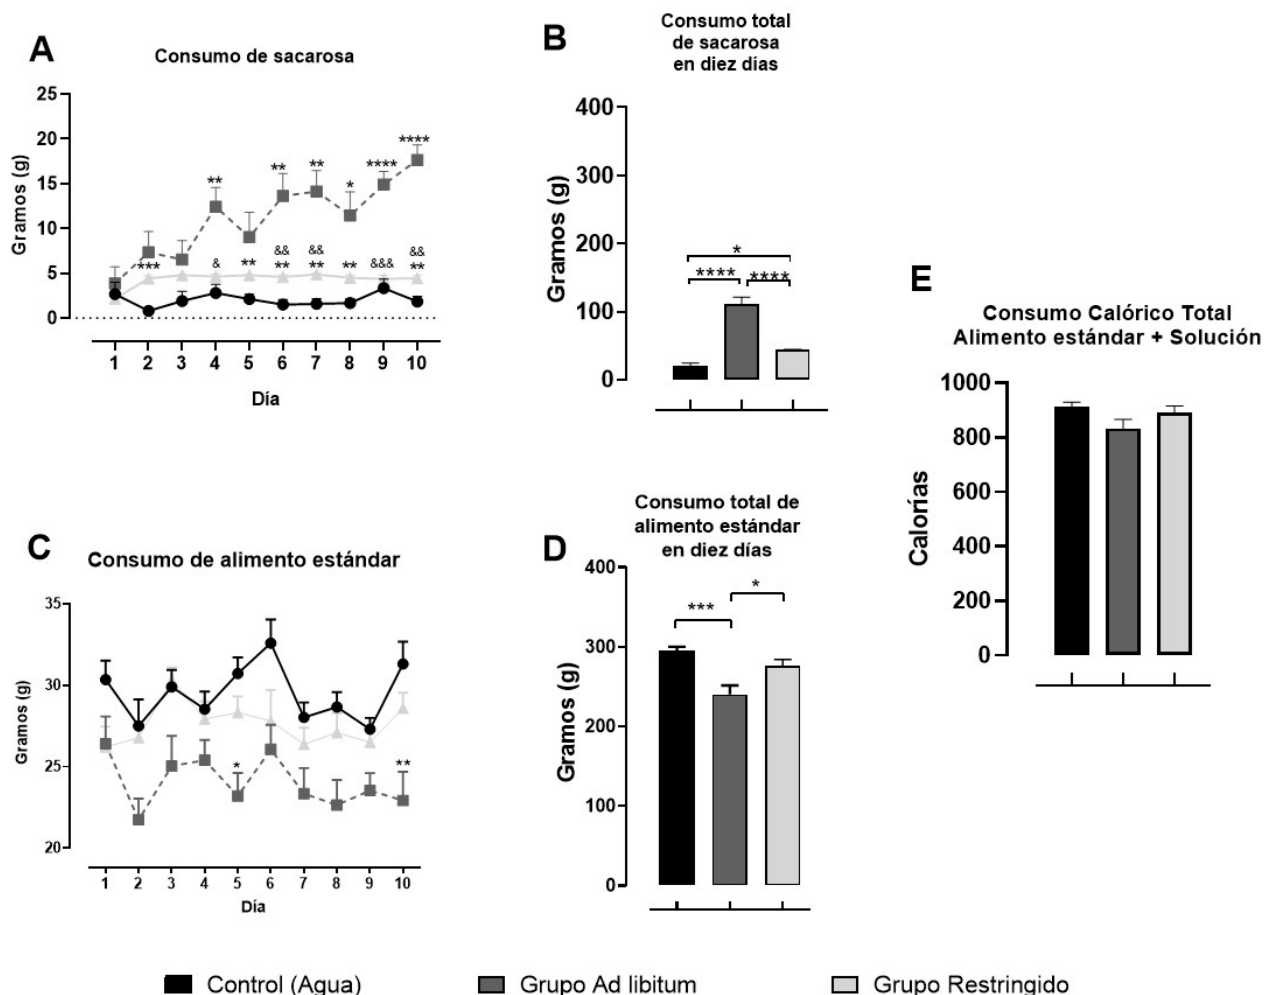 A
Consumo de sacarosa
25
20
15
10
5
0
Gramos (g)
**
**
**
*
****
****
***
&
**
&&
**
&&
**
**
&&&
&&
**
1 2 3 4 5 6 7 8 9 10
Día
B
Consumo total
de sacarosa
en diez días
400
300
200
100
0
Gramos (g)
*
**** ****
C
Consumo de alimento estándar
35
30
25
20
Gramos (g)
*
**
1 2 3 4 5 6 7 8 9 10
Día
D
Consumo total de
alimento estándar
en diez días
400
300
200
100
0
Gramos (g)
***
*
E
Consumo Calórico Total
Alimento estándar + Solución
1000
800
600
400
200
0
Calorías
Control (Agua) Grupo Ad libitum Grupo Restringido